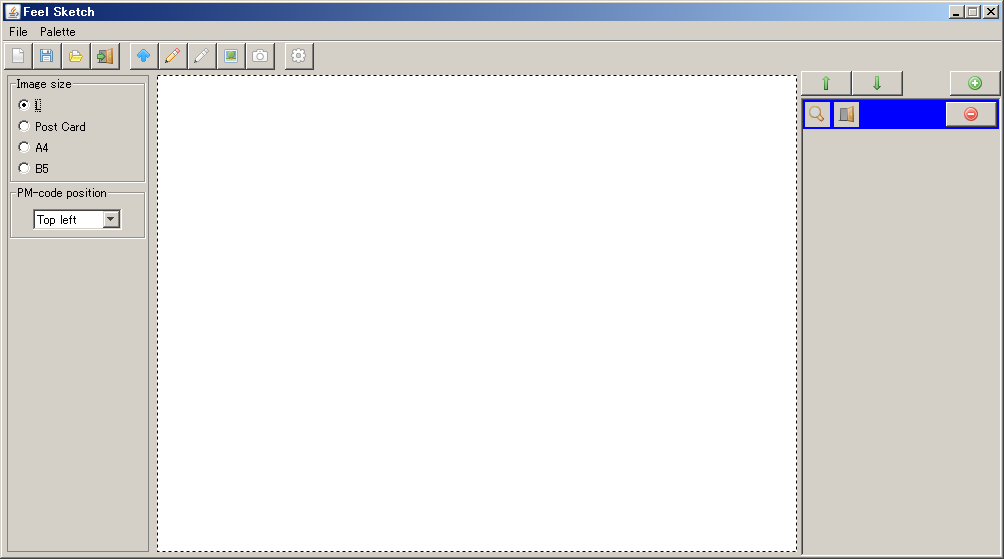 Feel Sketch
File Palette
Image size
L
Post Card
A4
B5
PM-code position
Top left